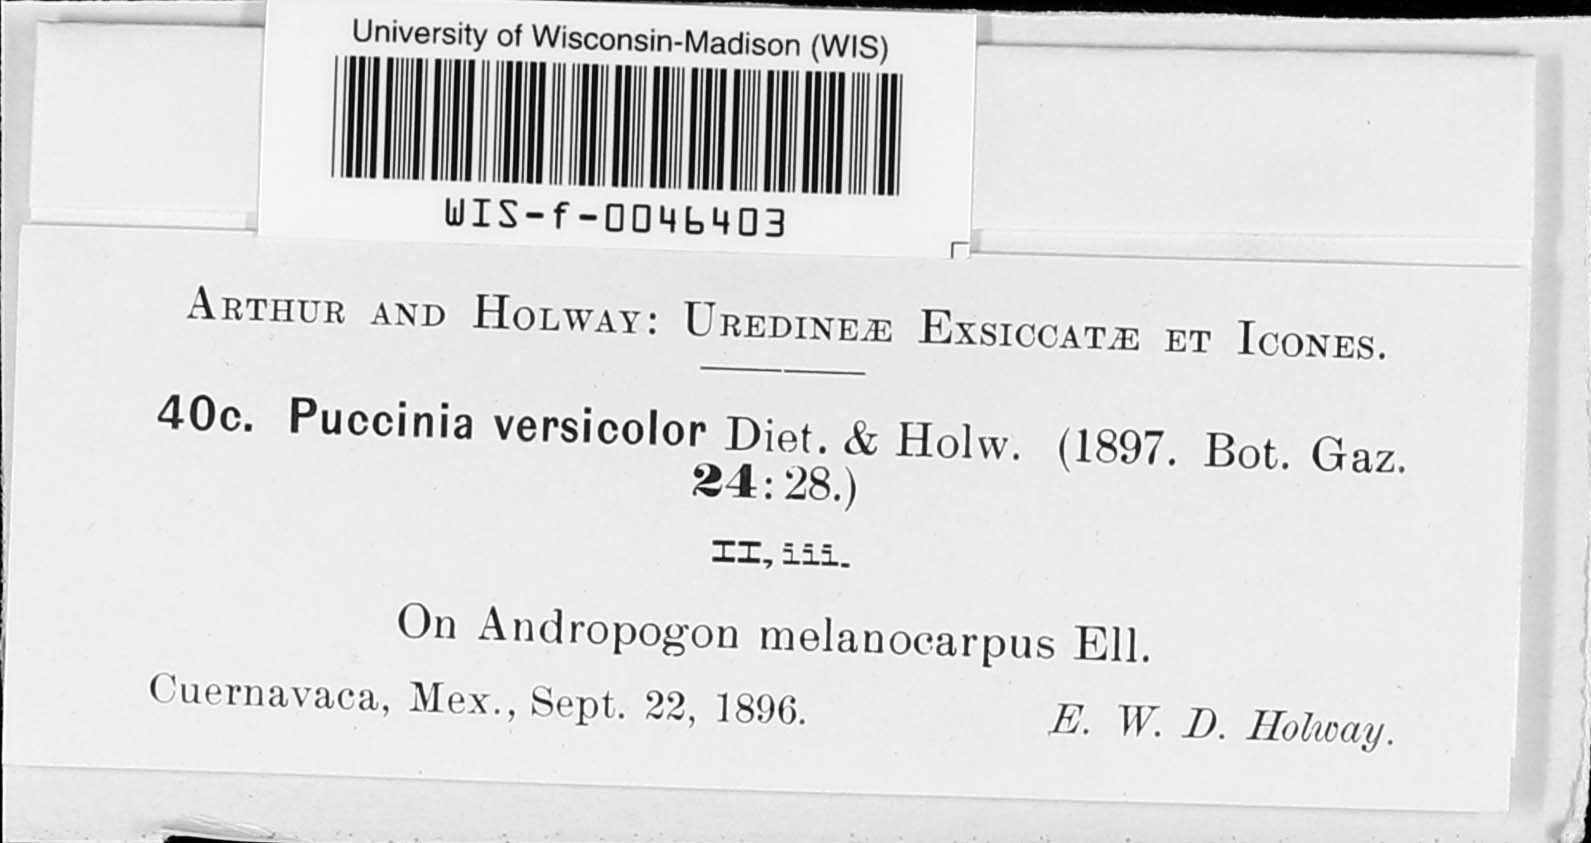 University of Wisconsin-Madison (WIS)
WIS-f-0046403
ARTHUR AND HOLWAY: UREDINEÆ EXSICCATÆ ET ICONES.
40c. Puccinia versicolor Diet. & Holw. (1897. Bot. Gaz.
24: 28.)
II, iii.
On Andropogon melanocarpus Ell.
Cuernavaca, Mex., Sept. 22, 1896. E. W. D. Holway.